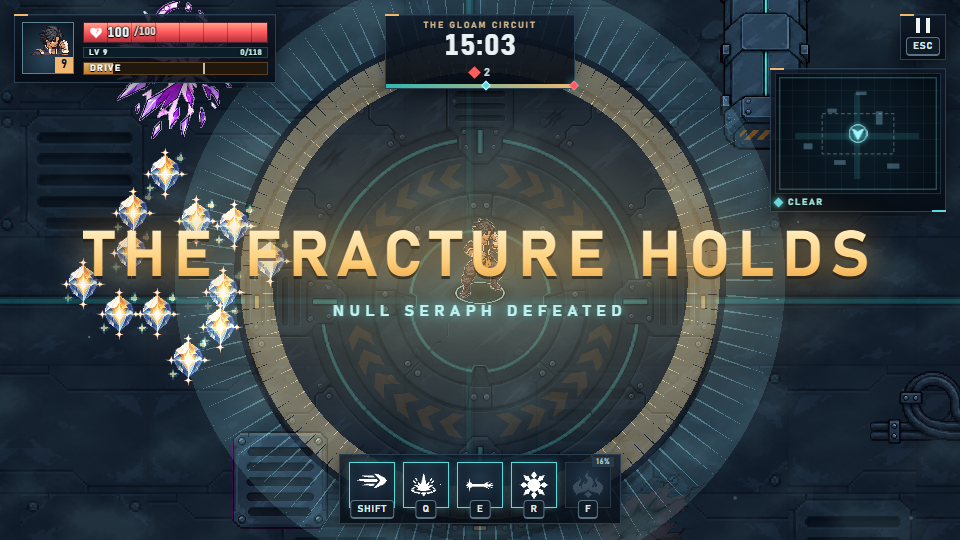 100/100
LV 9
0/118
9
DRIVE
THE GLOAM CIRCUIT
15:03
2
ESC
CLEAR
THE FRACTURE HOLDS
NULL SERAPH DEFEATED
16%
SHIFT
Q
E
R
F